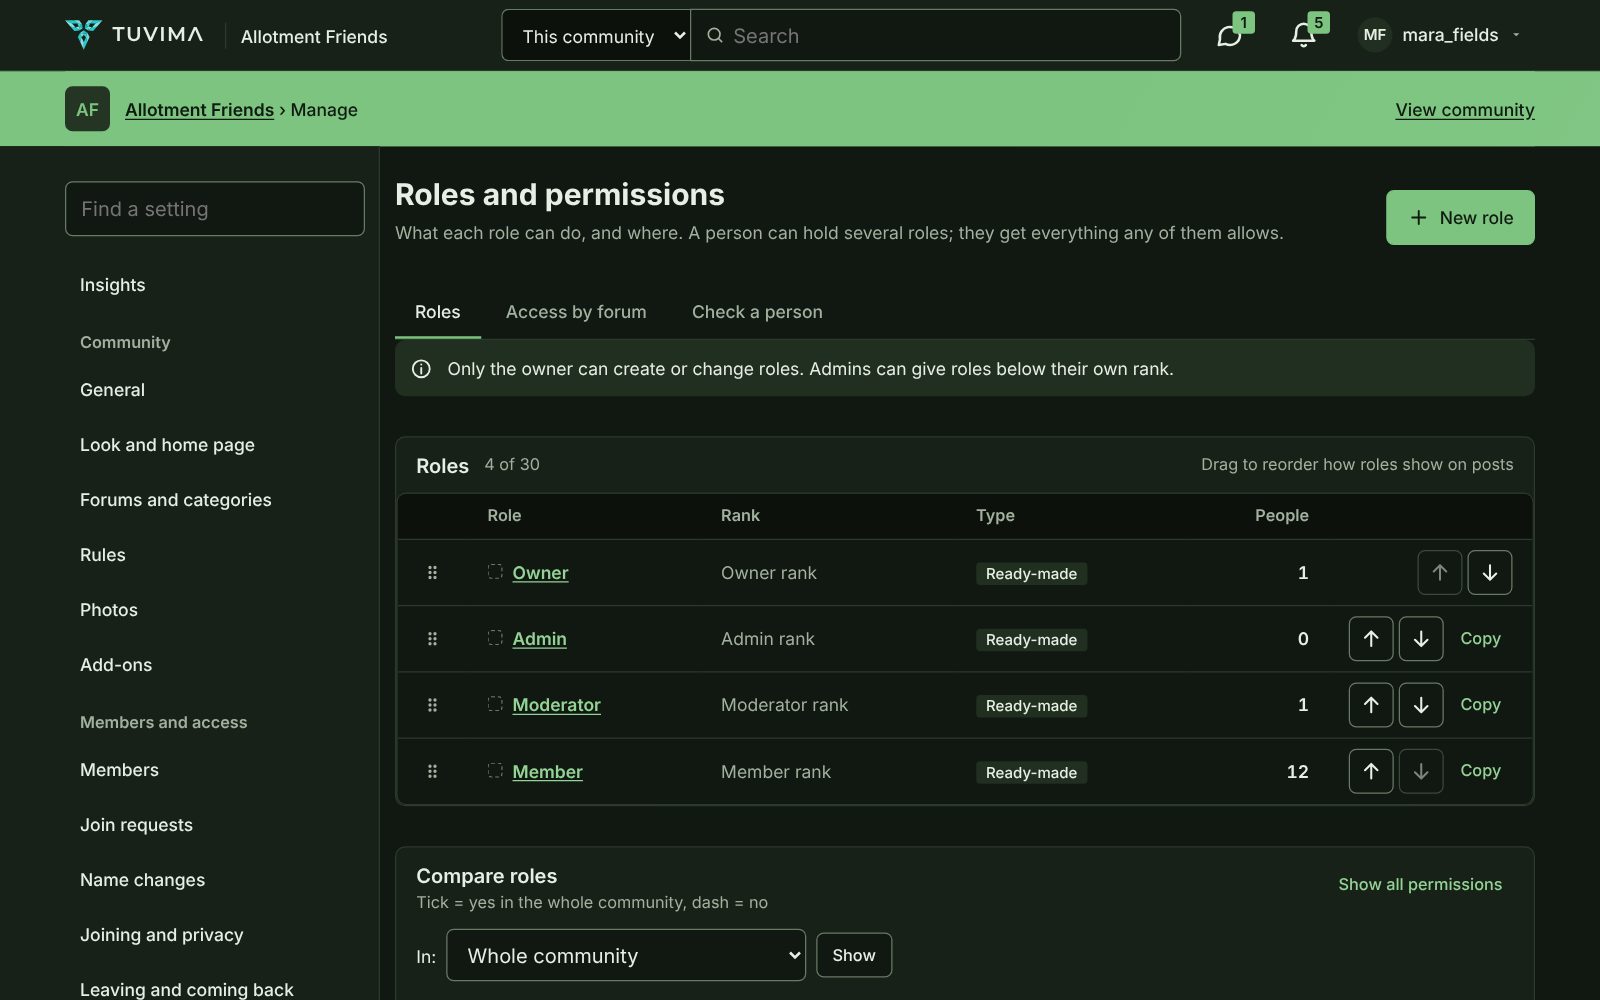 TUVIMA
Allotment Friends
This community
Search
1
5
MF
mara_fields
AF
Allotment Friends › Manage
View community
Find a setting
Insights
Community
General
Look and home page
Forums and categories
Rules
Photos
Add-ons
Members and access
Members
Join requests
Name changes
Joining and privacy
Leaving and coming back
Roles and permissions
What each role can do, and where. A person can hold several roles; they get everything any of them allows.
New role
Roles
Access by forum
Check a person
Only the owner can create or change roles. Admins can give roles below their own rank.
Roles 4 of 30
Drag to reorder how roles show on posts
Role Rank Type People
Owner Owner rank Ready-made 1
Admin Admin rank Ready-made 0 Copy
Moderator Moderator rank Ready-made 1 Copy
Member Member rank Ready-made 12 Copy
Compare roles
Tick = yes in the whole community, dash = no
Show all permissions
In: Whole community Show